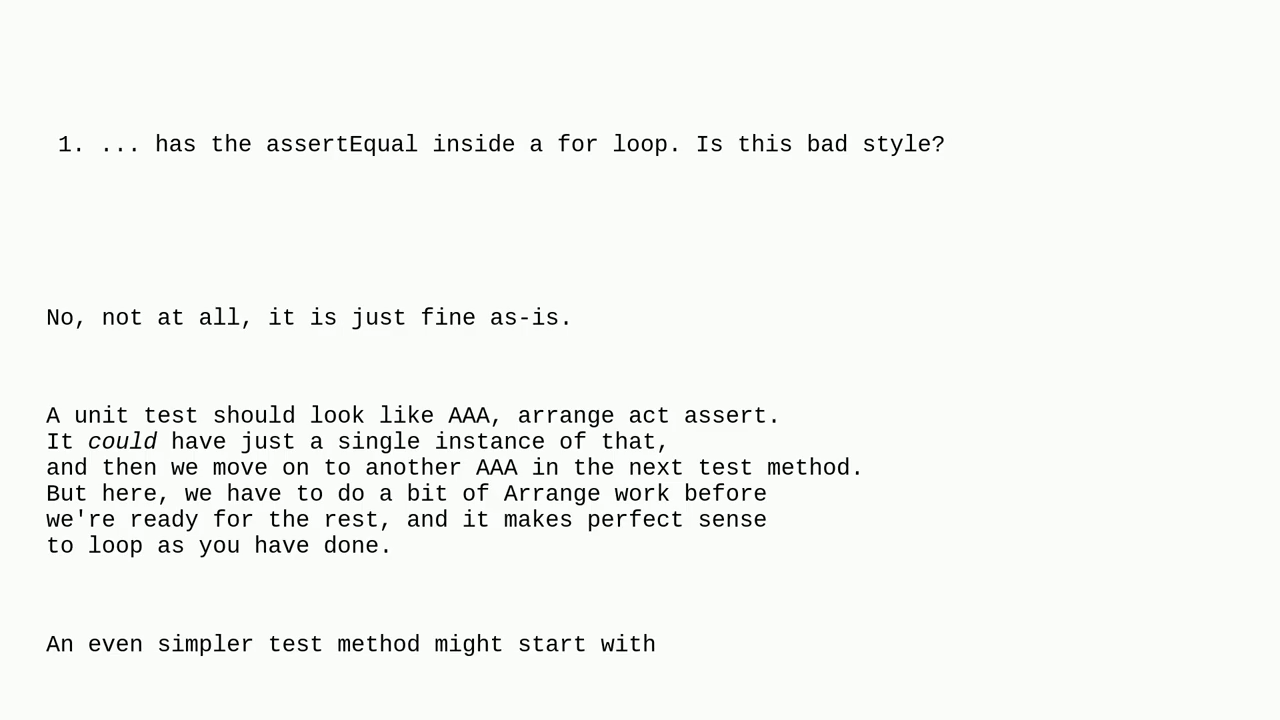 1. ... has the assertEqual inside a for loop. Is this bad style?
No, not at all, it is just fine as-is.
A unit test should look like AAA, arrange act assert.
It could have just a single instance of that,
and then we move on to another AAA in the next test method.
But here, we have to do a bit of Arrange work before
we're ready for the rest, and it makes perfect sense
to loop as you have done.
An even simpler test method might start with